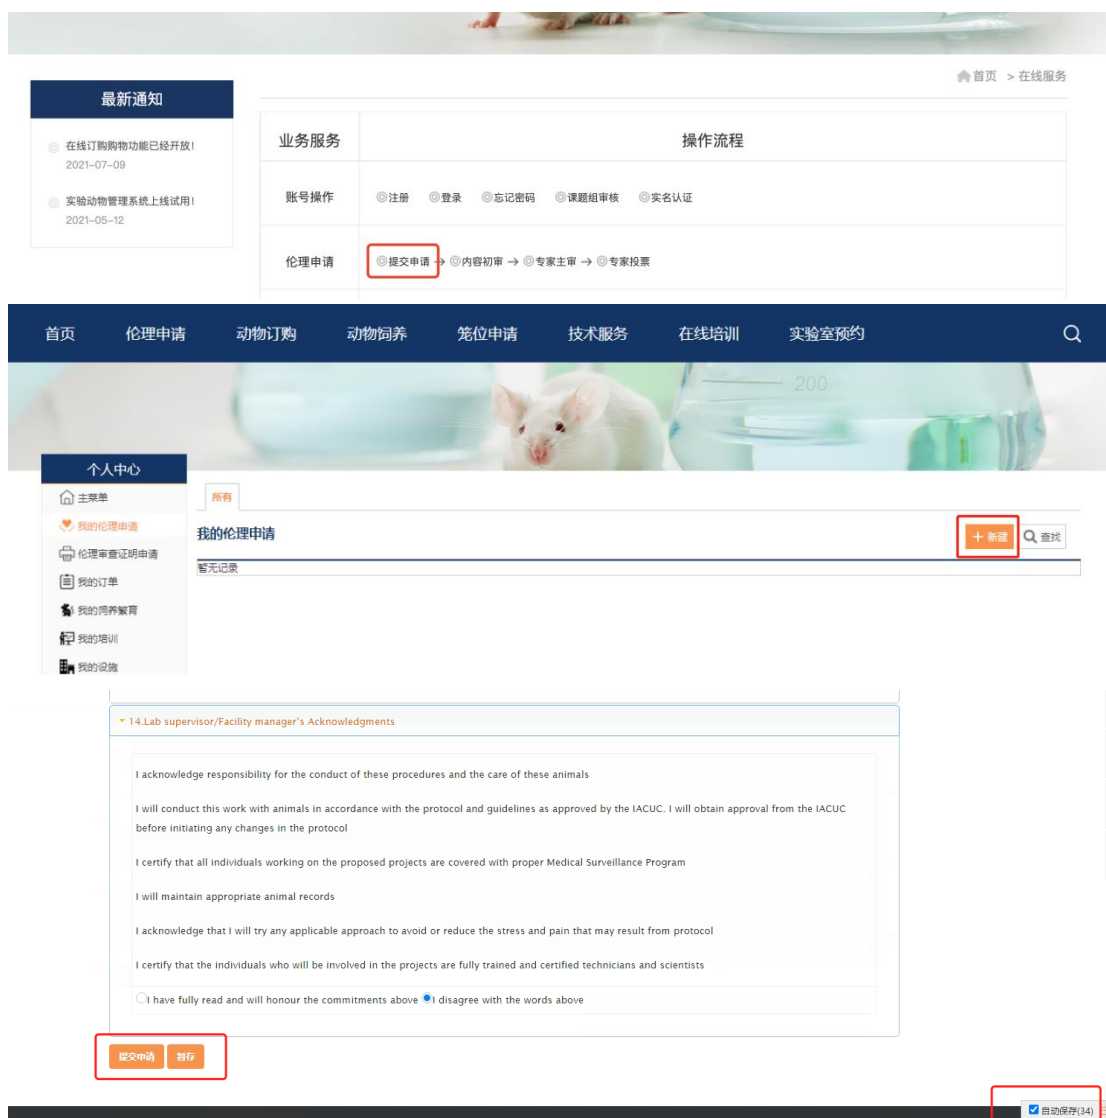 首页 > 在线服务
最新通知
在线订购购物功能已经开放!
2021-07-09
实验动物管理系统上线试用!
2021-05-12
业务服务 操作流程
账号操作 ◎注册 ◎登录 ◎忘记密码 ◎课题组审核 ◎实名认证
伦理申请 ◎提交申请 → ◎内容初审 → ◎专家主审 → ◎专家投票
首页 伦理申请 动物订购 动物饲养 笼位申请 技术服务 在线培训 实验室预约
200
个人中心
主菜单
我的伦理申请
伦理审查证明申请
我的订单
我的饲养繁育
我的培训
我的设施
所有
我的伦理申请
+ 新建 查找
暂无记录
14.Lab supervisor/Facility manager's Acknowledgments
I acknowledge responsibility for the conduct of these procedures and the care of these animals
I will conduct this work with animals in accordance with the protocol and guidelines as approved by the IACUC. I will obtain approval from the IACUC
before initiating any changes in the protocol
I certify that all individuals working on the proposed projects are covered with proper Medical Surveillance Program
I will maintain appropriate animal records
I acknowledge that I will try any applicable approach to avoid or reduce the stress and pain that may result from protocol
I certify that the individuals who will be involved in the projects are fully trained and certified technicians and scientists
I have fully read and will honour the commitments above I disagree with the words above
提交申请 暂存
自动保存(34)